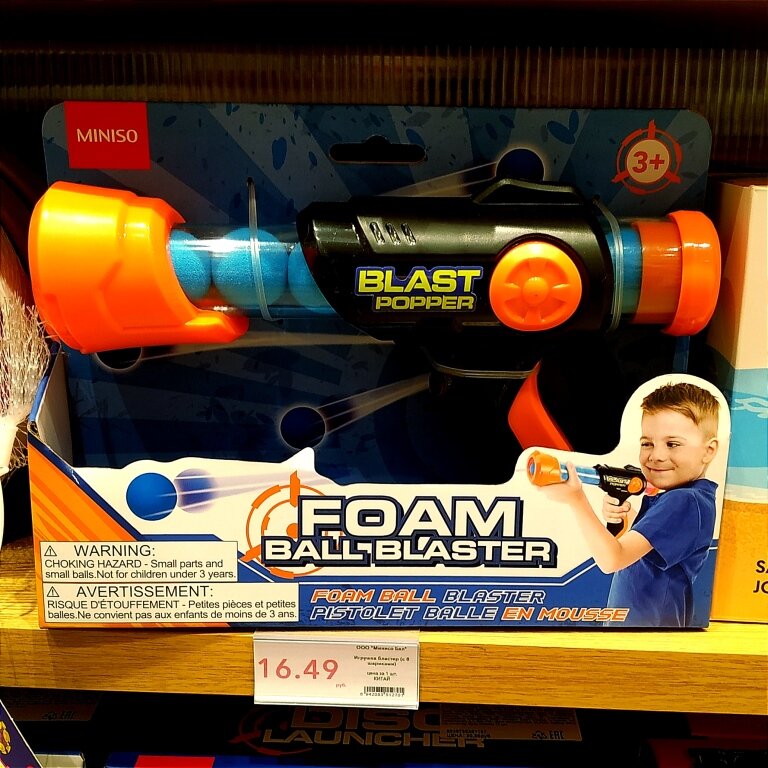 MINISO
3+
BLAST
POPPER
FOAM
BALL BLASTER
WARNING:
CHOKING HAZARD - Small parts and
small balls.Not for children under 3 years.
AVERTISSEMENT:
RISQUE D'ÉTOUFFEMENT - Petites pièces et petites
balles.Ne convient pas aux enfants de moins de 3 ans.
FOAM BALL BLASTER
PISTOLET BALLE EN MOUSSE
ООО "Минисо Бел"
Игрушка Бластер (с 8
шариками)
16.49
руб.
цена за 1 шт.
КИТАЙ
DISC
LAUNCHER
EAC